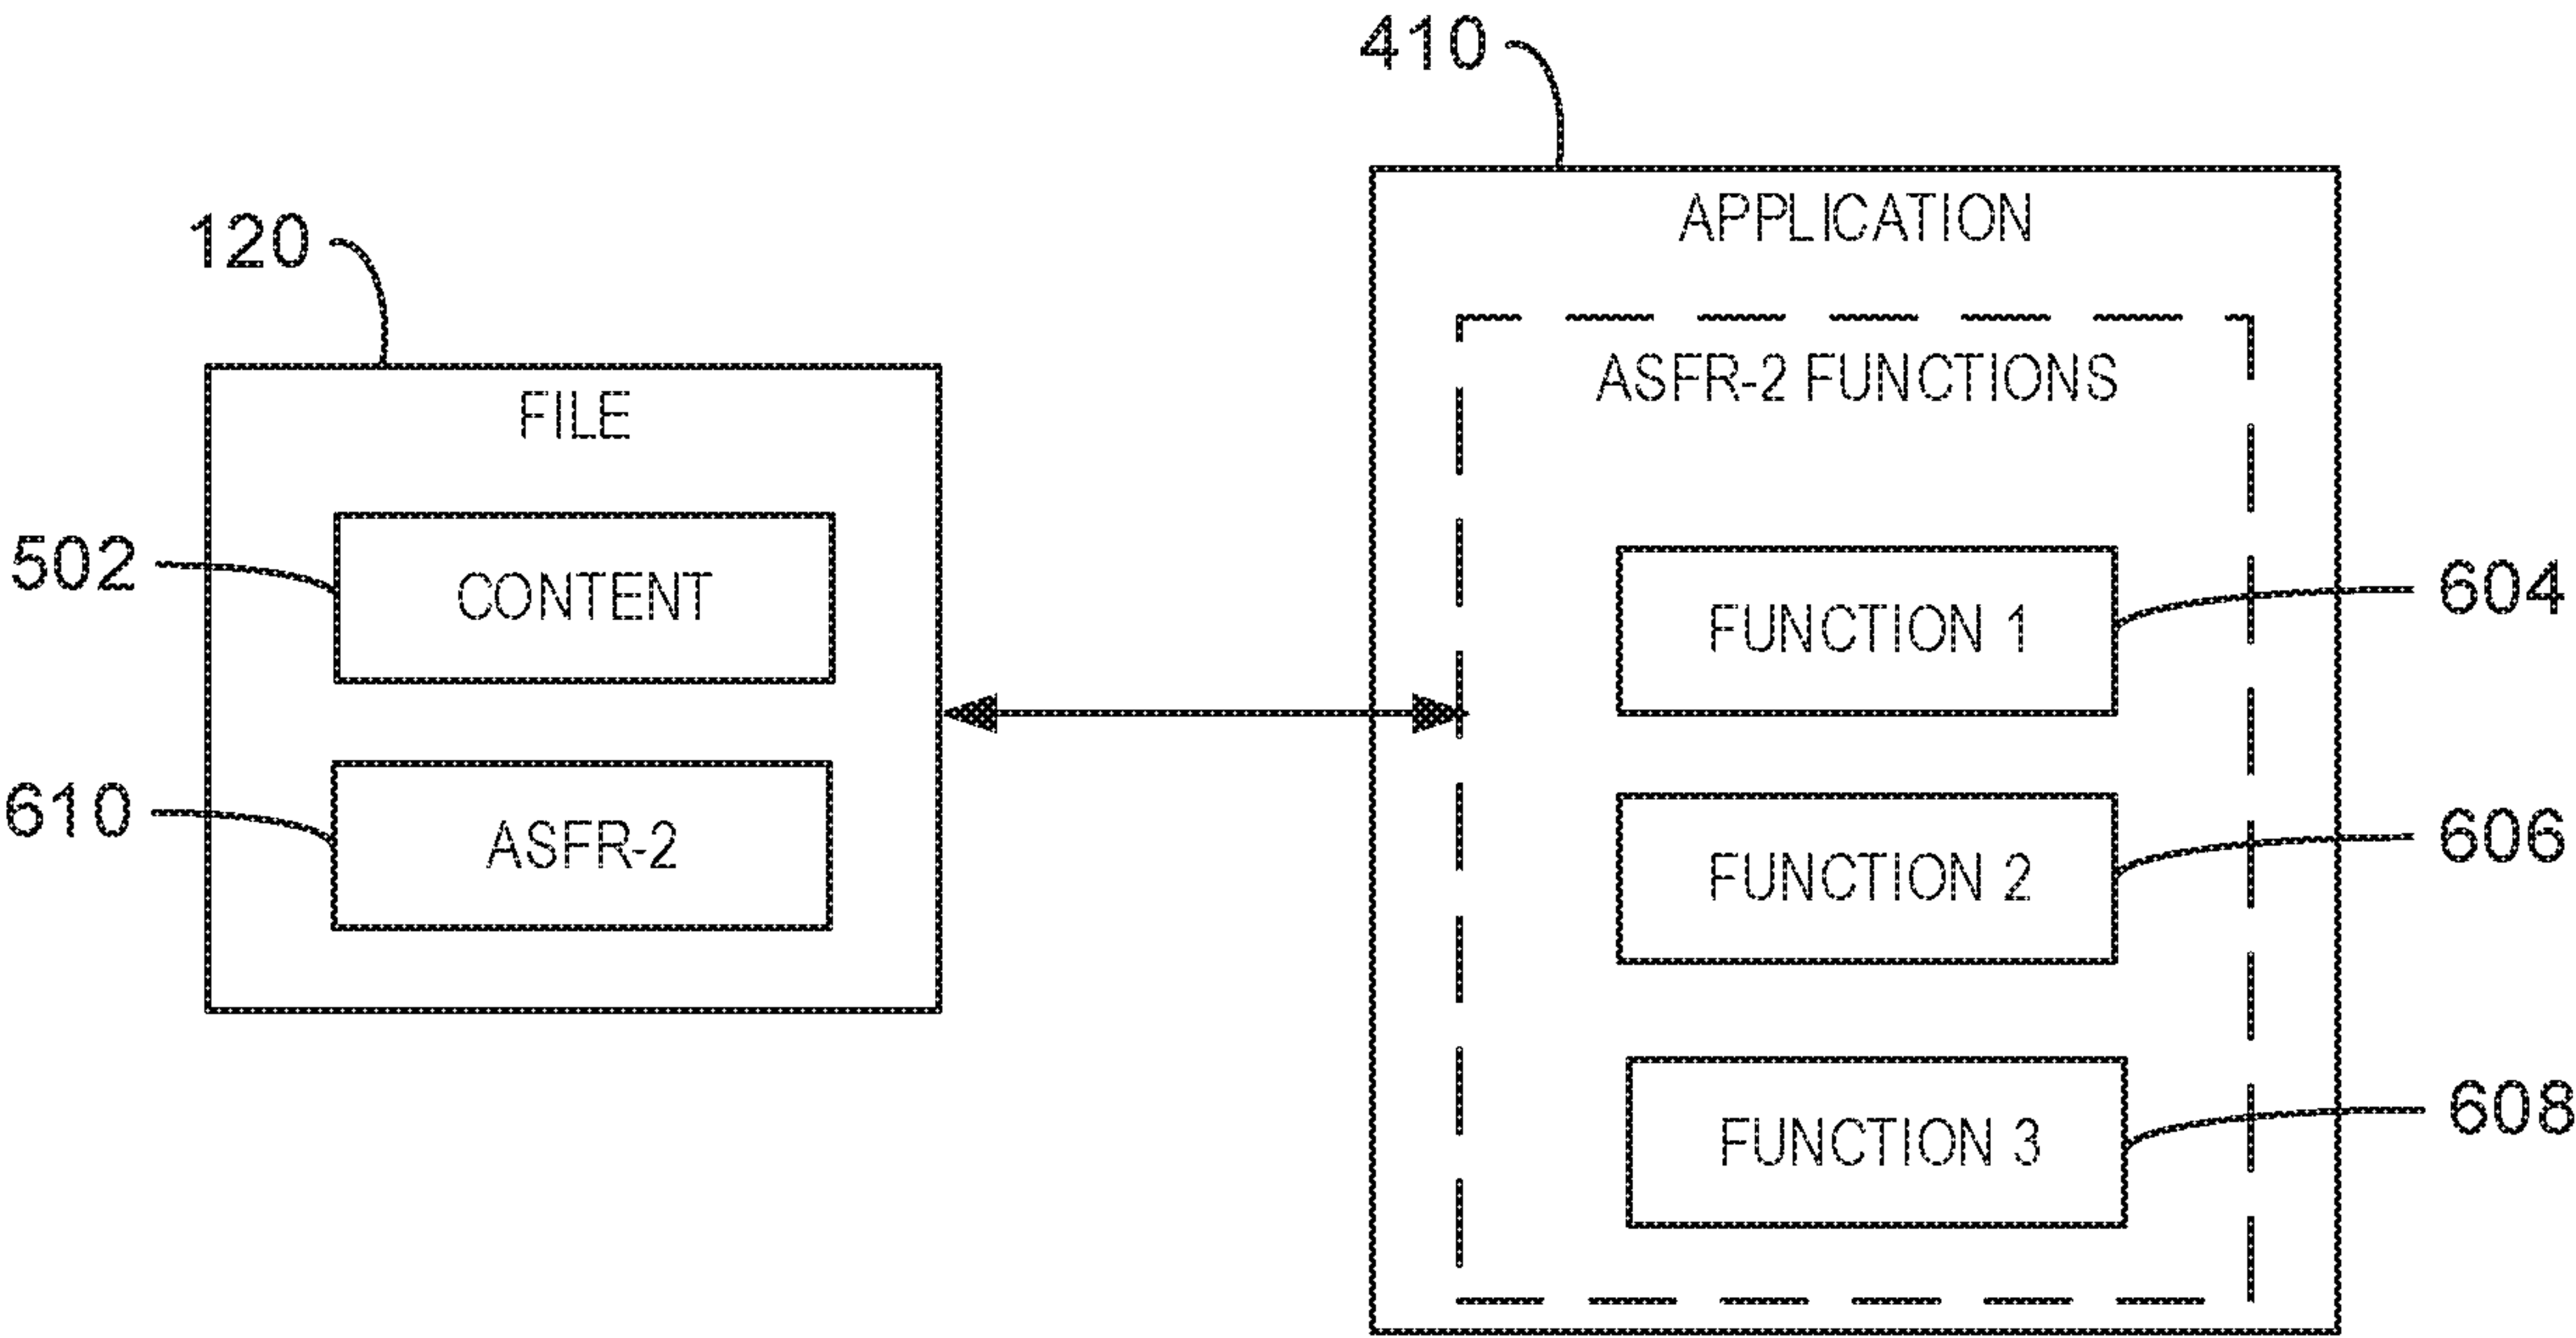 410
APPLICATION
120
ASFR-2 FUNCTIONS
FILE
502
CONTENT
FUNCTION 1
604
610
ASFR-2
FUNCTION 2
606
FUNCTION 3
608